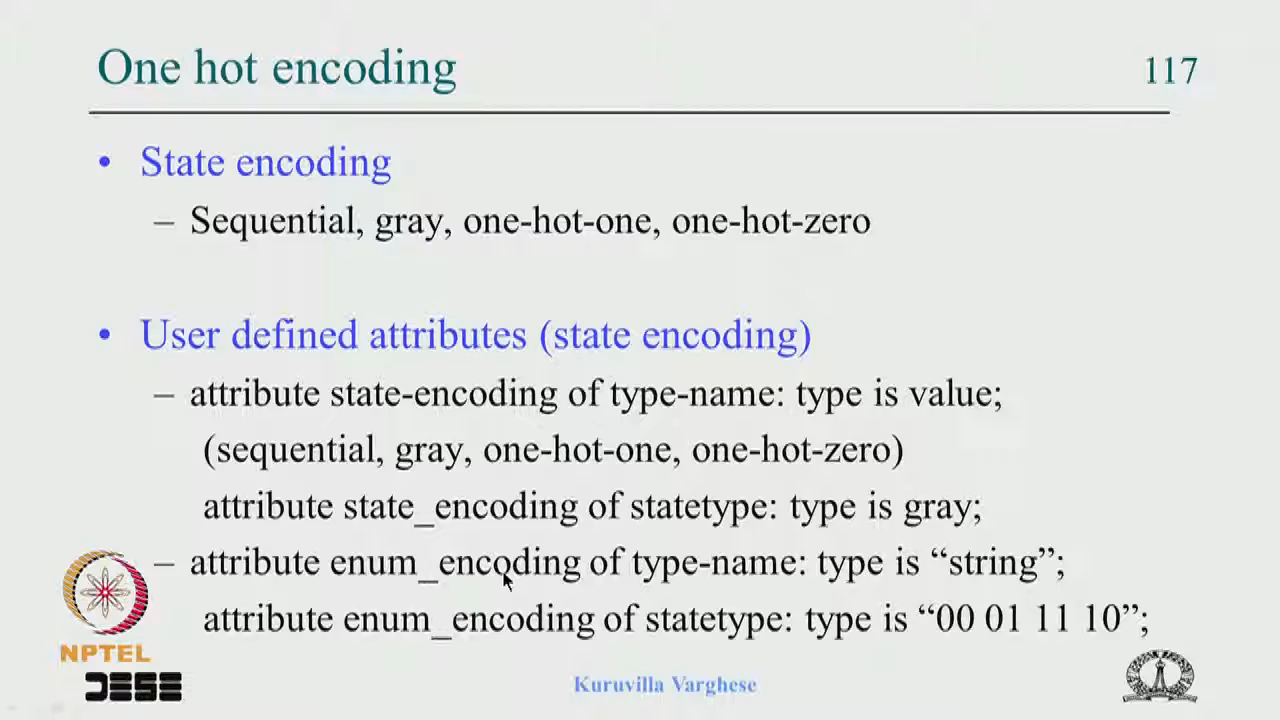 One hot encoding
117
• State encoding
– Sequential, gray, one-hot-one, one-hot-zero
• User defined attributes (state encoding)
– attribute state-encoding of type-name: type is value;
(sequential, gray, one-hot-one, one-hot-zero)
attribute state_encoding of statetype: type is gray;
– attribute enum_encoding of type-name: type is “string”;
attribute enum_encoding of statetype: type is “00 01 11 10”;
NPTEL
DESE
Kuruvilla Varghese